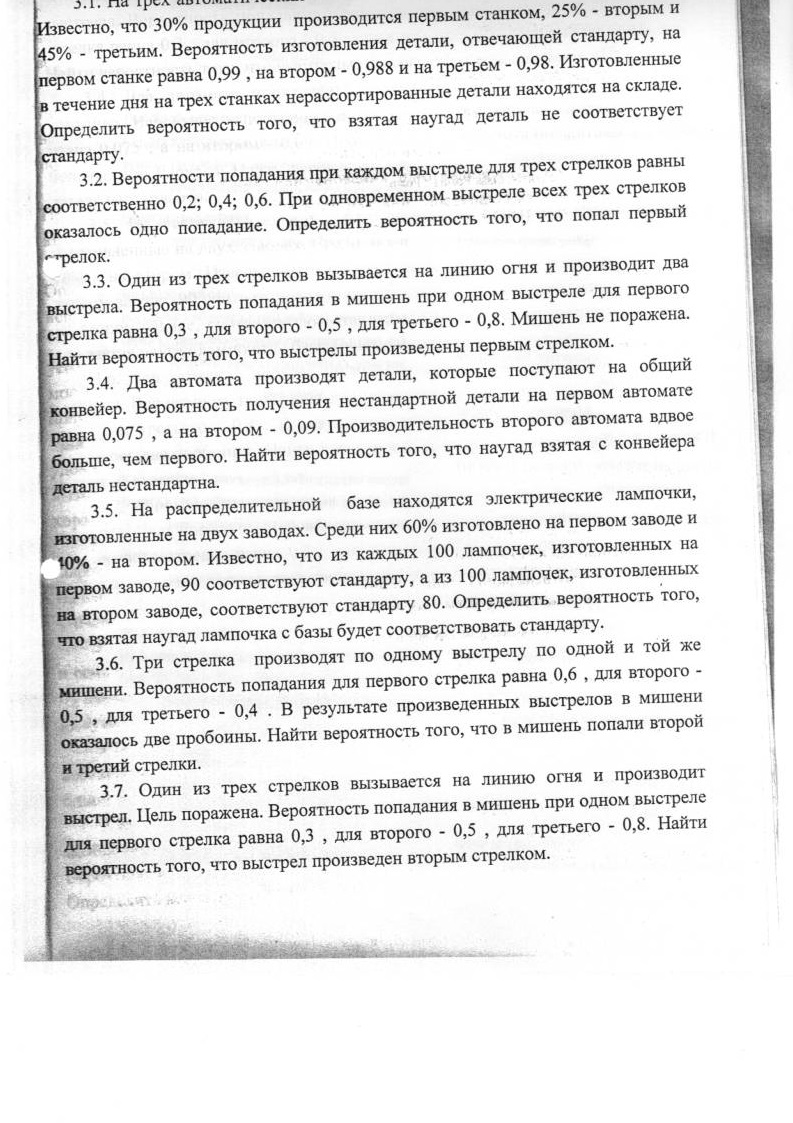 3.1. На трех
Известно, что 30% продукции производится первым станком, 25% - вторым и
45% - третьим. Вероятность изготовления детали, отвечающей стандарту, на
первом станке равна 0,99 , на втором - 0,988 и на третьем - 0,98. Изготовленные
в течение дня на трех станках нерассортированные детали находятся на складе.
Определить вероятность того, что взятая наугад деталь не соответствует
стандарту.
3.2. Вероятности попадания при каждом выстреле для трех стрелков равны
соответственно 0,2; 0,4; 0,6. При одновременном выстреле всех трех стрелков
оказалось одно попадание. Определить вероятность того, что попал первый
стрелок.
3.3. Один из трех стрелков вызывается на линию огня и производит два
выстрела. Вероятность попадания в мишень при одном выстреле для первого
стрелка равна 0,3 , для второго - 0,5 , для третьего - 0,8. Мишень не поражена.
Найти вероятность того, что выстрелы произведены первым стрелком.
3.4. Два автомата производят детали, которые поступают на общий
конвейер. Вероятность получения нестандартной детали на первом автомате
равна 0,075 , а на втором - 0,09. Производительность второго автомата вдвое
больше, чем первого. Найти вероятность того, что наугад взятая с конвейера
деталь нестандартна.
3.5. На распределительной базе находятся электрические лампочки,
изготовленные на двух заводах. Среди них 60% изготовлено на первом заводе и
40% - на втором. Известно, что из каждых 100 лампочек, изготовленных на
первом заводе, 90 соответствуют стандарту, а из 100 лампочек, изготовленных
на втором заводе, соответствуют стандарту 80. Определить вероятность того,
что взятая наугад лампочка с базы будет соответствовать стандарту.
3.6. Три стрелка производят по одному выстрелу по одной и той же
мишени. Вероятность попадания для первого стрелка равна 0,6 , для второго -
0,5 , для третьего - 0,4 . В результате произведенных выстрелов в мишени
оказалось две пробоины. Найти вероятность того, что в мишень попали второй
и третий стрелки.
3.7. Один из трех стрелков вызывается на линию огня и производит
выстрел. Цель поражена. Вероятность попадания в мишень при одном выстреле
для первого стрелка равна 0,3 , для второго - 0,5 , для третьего - 0,8. Найти
вероятность того, что выстрел произведен вторым стрелком.